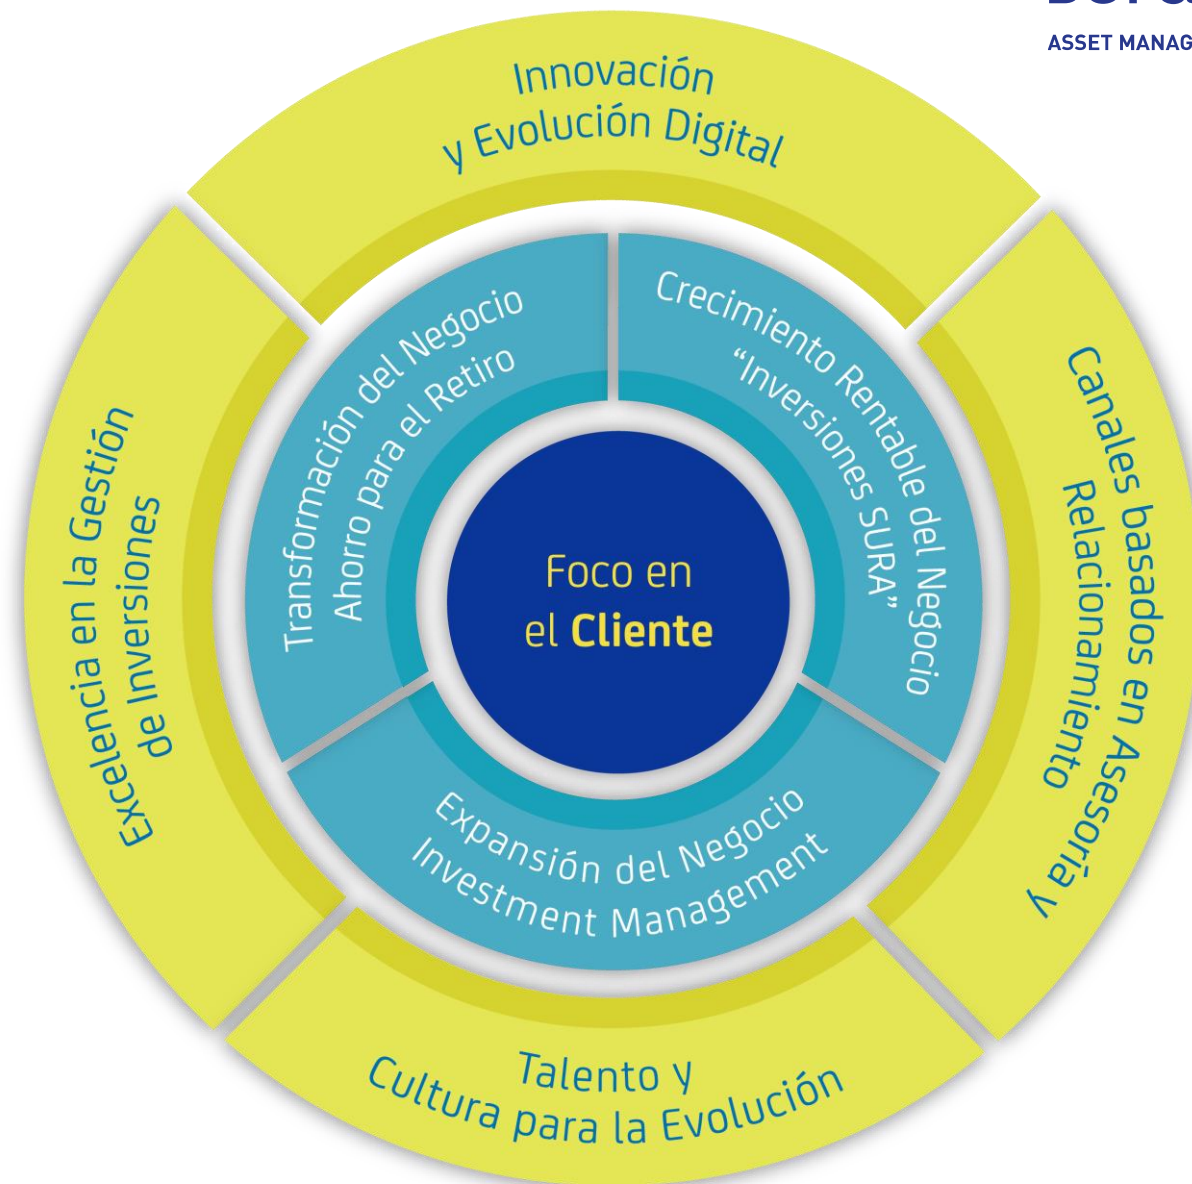 ASSET
Innovación
y Evolución Digital
Transformación del Negocio
Ahorro para el Retiro
Crecimiento Rentable del Negocio
“Inversiones SURA”
Excelencia en la Gestión
de Inversiones
Canales basados en Asesoría y
Relacionamiento
Foco en
el Cliente
Expansión del Negocio
Investment Management
Talento y
Cultura para la Evolución